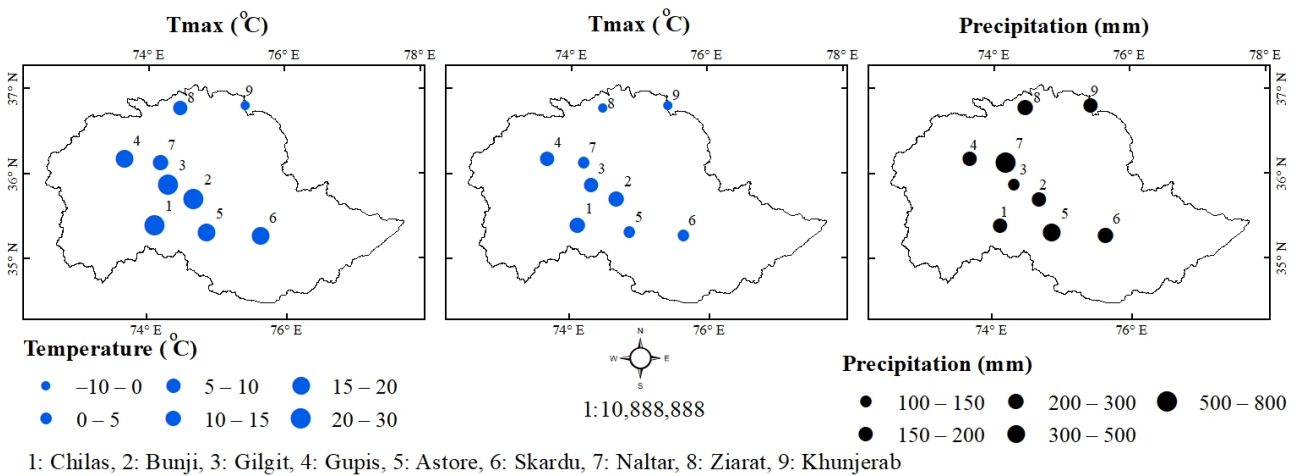 Tmax (°C)
Tmax (°C)
Precipitation (mm)
74° E 76° E 78° E
74° E 76° E 78° E
74° E 76° E 78° E
37° N
36° N
35° N
8 9
4 7
3
2
1 5 6
8 9
4 7
3
2
1 5 6
8 9
4 7
3
2
1 5 6
37° N
36° N
35° N
74° E 76° E
74° E 76° E
74° E 76° E
Temperature (°C)
–10 – 0 5 – 10 15 – 20
0 – 5 10 – 15 20 – 30
N
W E
S
1:10,888,888
Precipitation (mm)
100 – 150 200 – 300 500 – 800
150 – 200 300 – 500
1: Chilas, 2: Bunji, 3: Gilgit, 4: Gupis, 5: Astore, 6: Skardu, 7: Naltar, 8: Ziarat, 9: Khunjerab